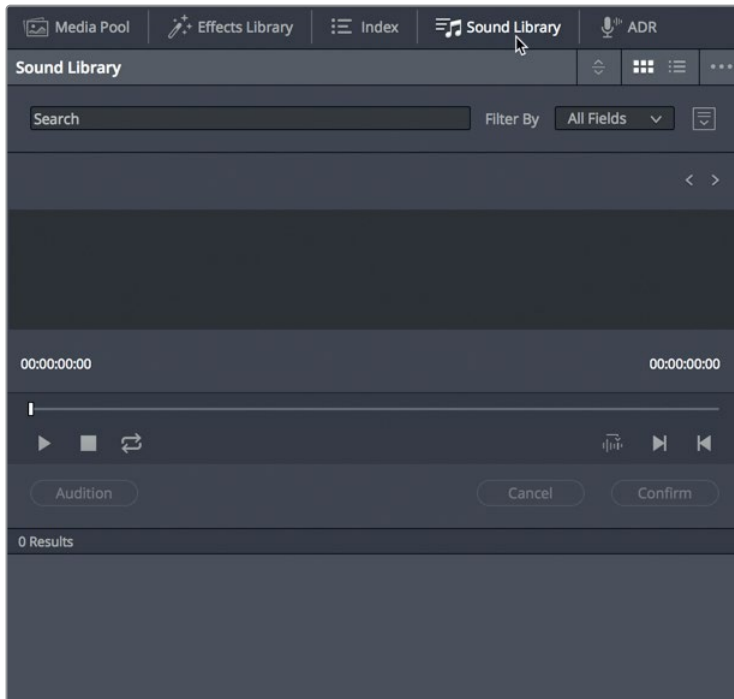 Media Pool Effects Library Index Sound Library ADR
Sound Library
Search Filter By All Fields
00:00:00:00 00:00:00:00
Audition Cancel Confirm
0 Results